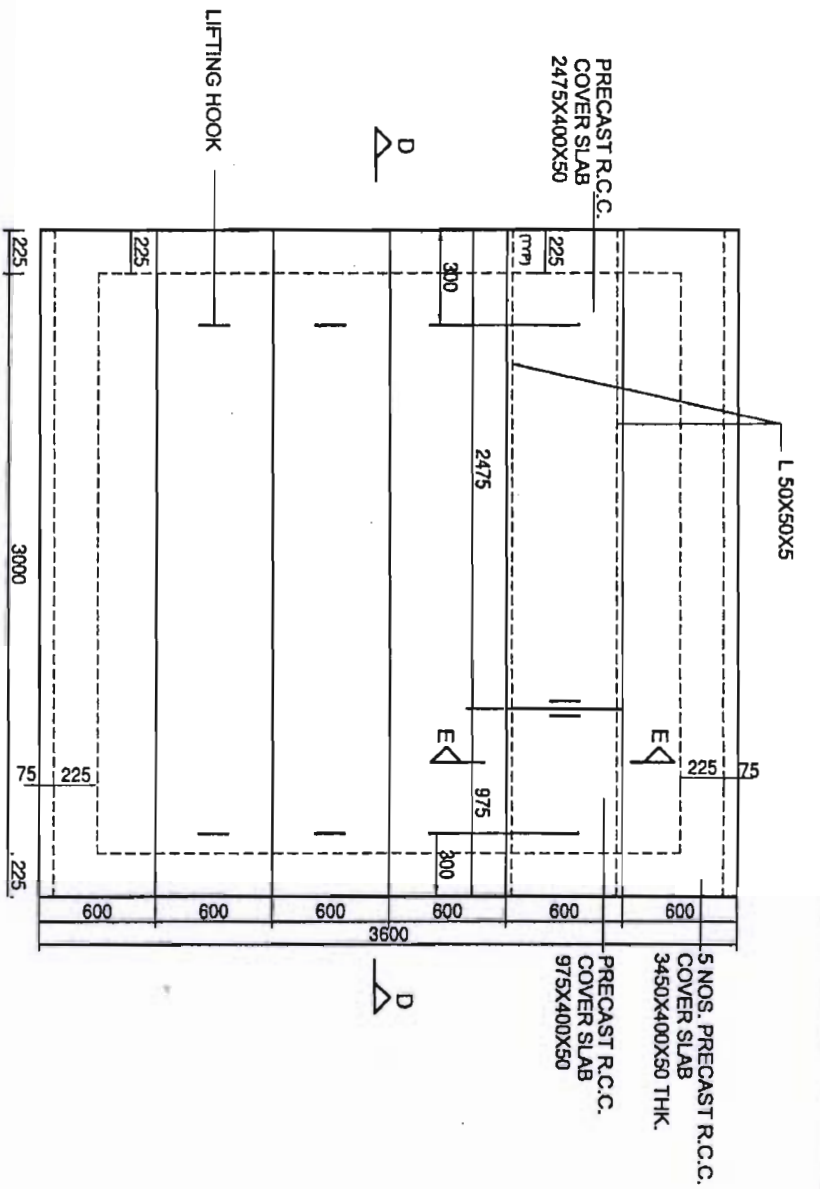 L 50X50X5
PRECAST R.C.C.
COVER SLAB
2475X400X50
LIFTING HOOK
D
225
(TYP)
300
225
225
2475
3000
E
E
975
300
75
225
225
75
225
600
600
600
600
600
600
3600
D
5 NOS. PRECAST R.C.C.
COVER SLAB
3450X400X50 THK.
PRECAST R.C.C.
COVER SLAB
975X400X50